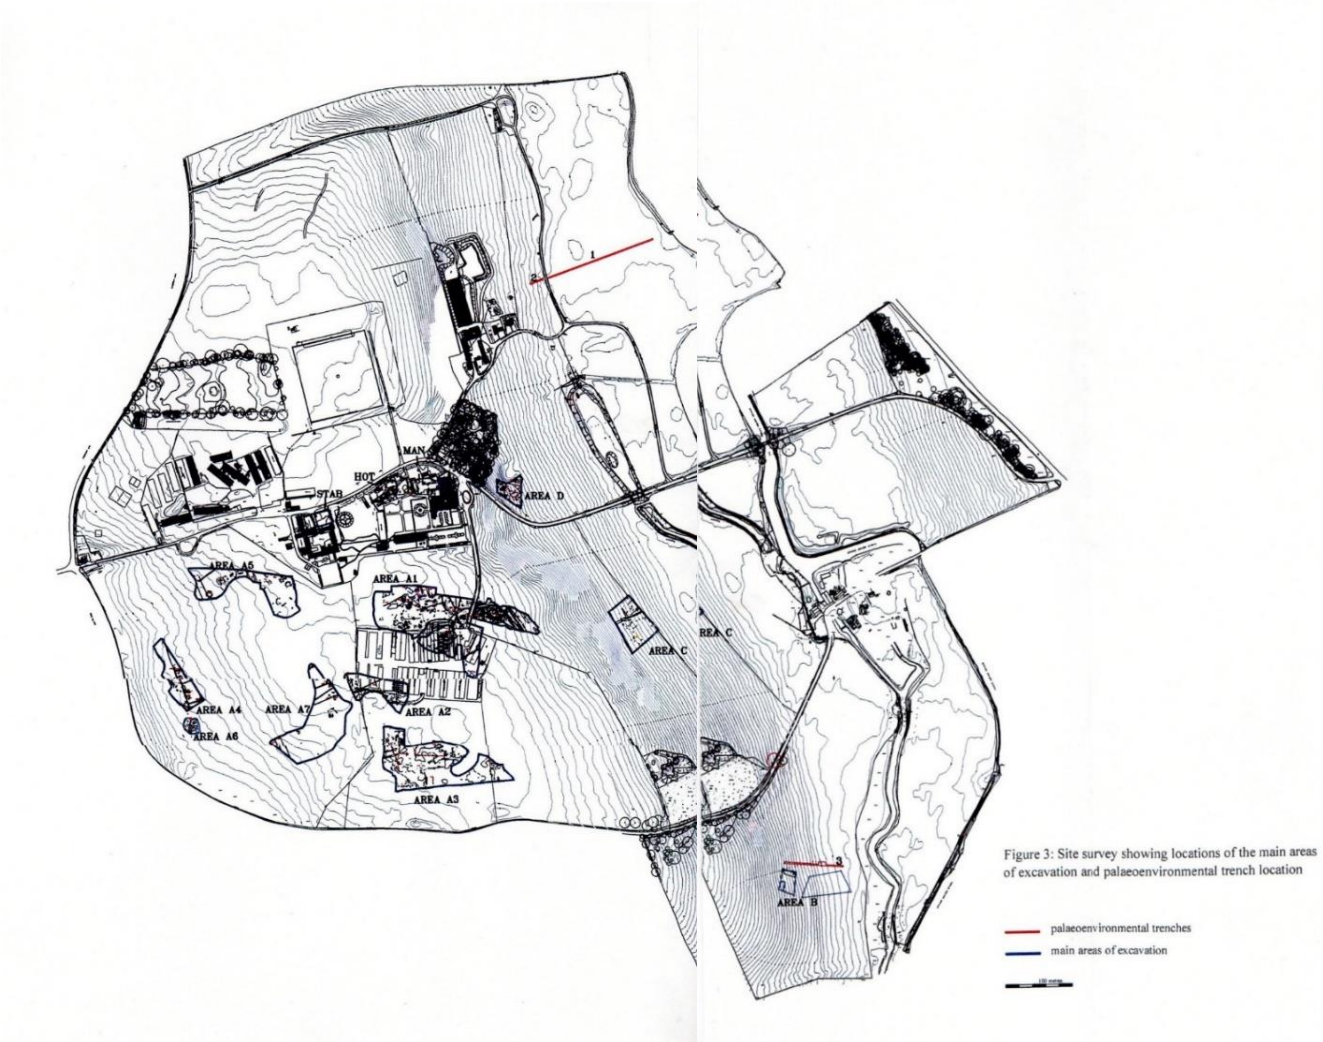 1
2
MAN
HOT
STAB
AREA D
AREA A5
AREA A1
AREA C
REA C
AREA A4
AREA A7
AREA A2
AREA A6
AREA A3
3
AREA B
Figure 3: Site survey showing locations of the main areas
of excavation and palaeoenvironmental trench location
palaeoenvironmental trenches
main areas of excavation
100 metres